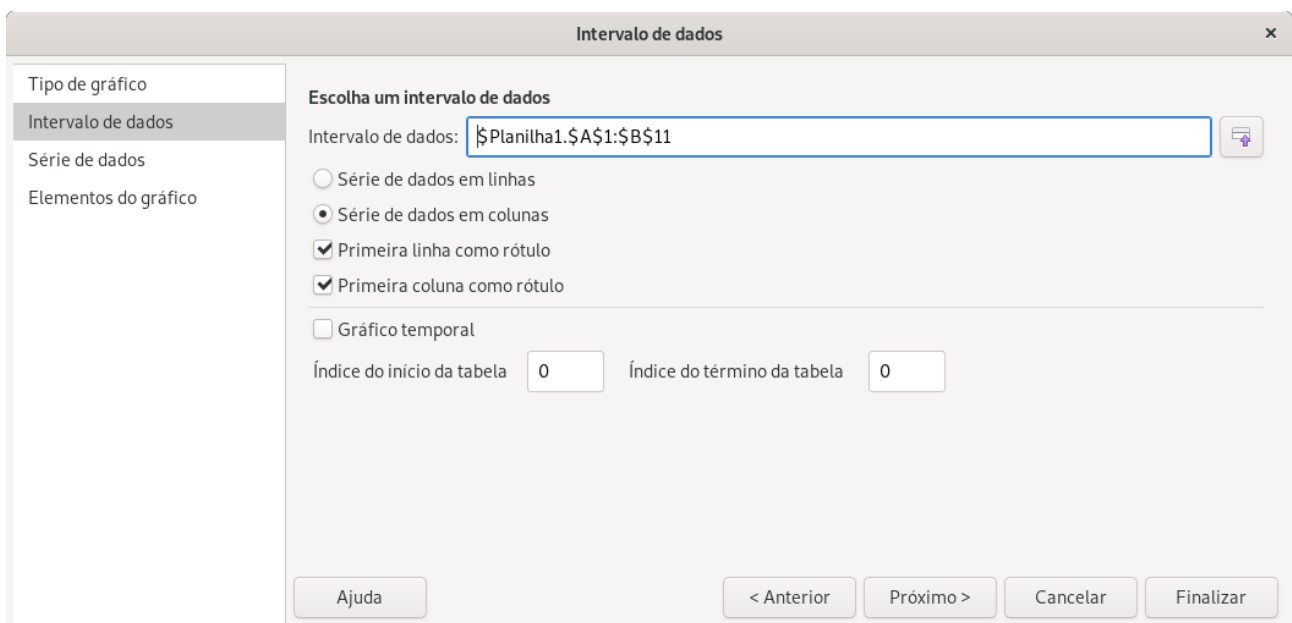 Intervalo de dados
Tipo de gráfico
Intervalo de dados
Série de dados
Elementos do gráfico
Escolha um intervalo de dados
Intervalo de dados: $Planilha1.$A$1:$B$11
Série de dados em linhas
Série de dados em colunas
Primeira linha como rótulo
Primeira coluna como rótulo
Gráfico temporal
Índice do início da tabela 0 Índice do término da tabela 0
Ajuda < Anterior Próximo > Cancelar Finalizar